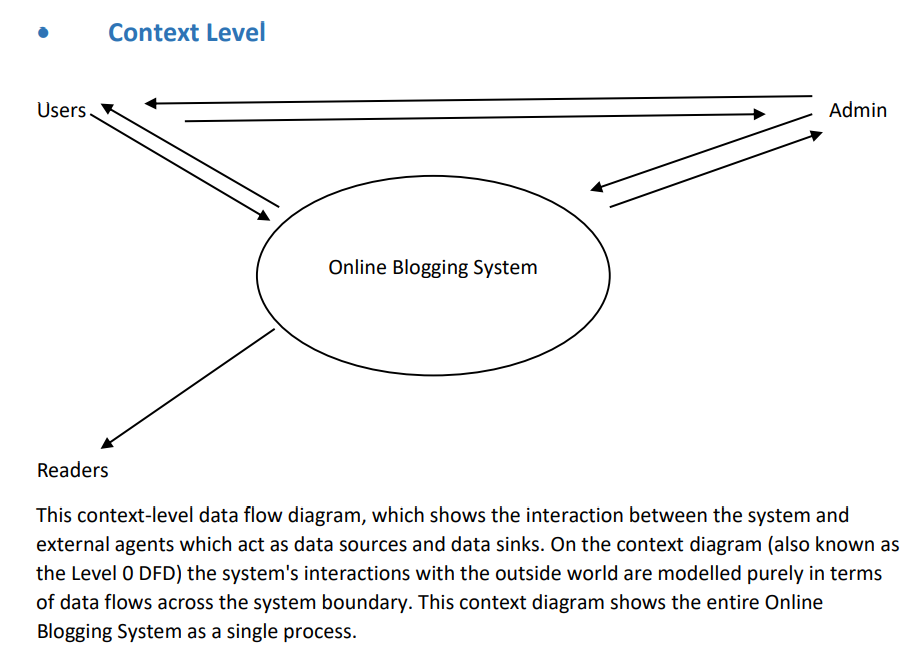 Context Level
Users
Admin
Online Blogging System
Readers
This context-level data flow diagram, which shows the interaction between the system and
external agents which act as data sources and data sinks. On the context diagram (also known as
the Level 0 DFD) the system's interactions with the outside world are modelled purely in terms
of data flows across the system boundary. This context diagram shows the entire Online
Blogging System as a single process.